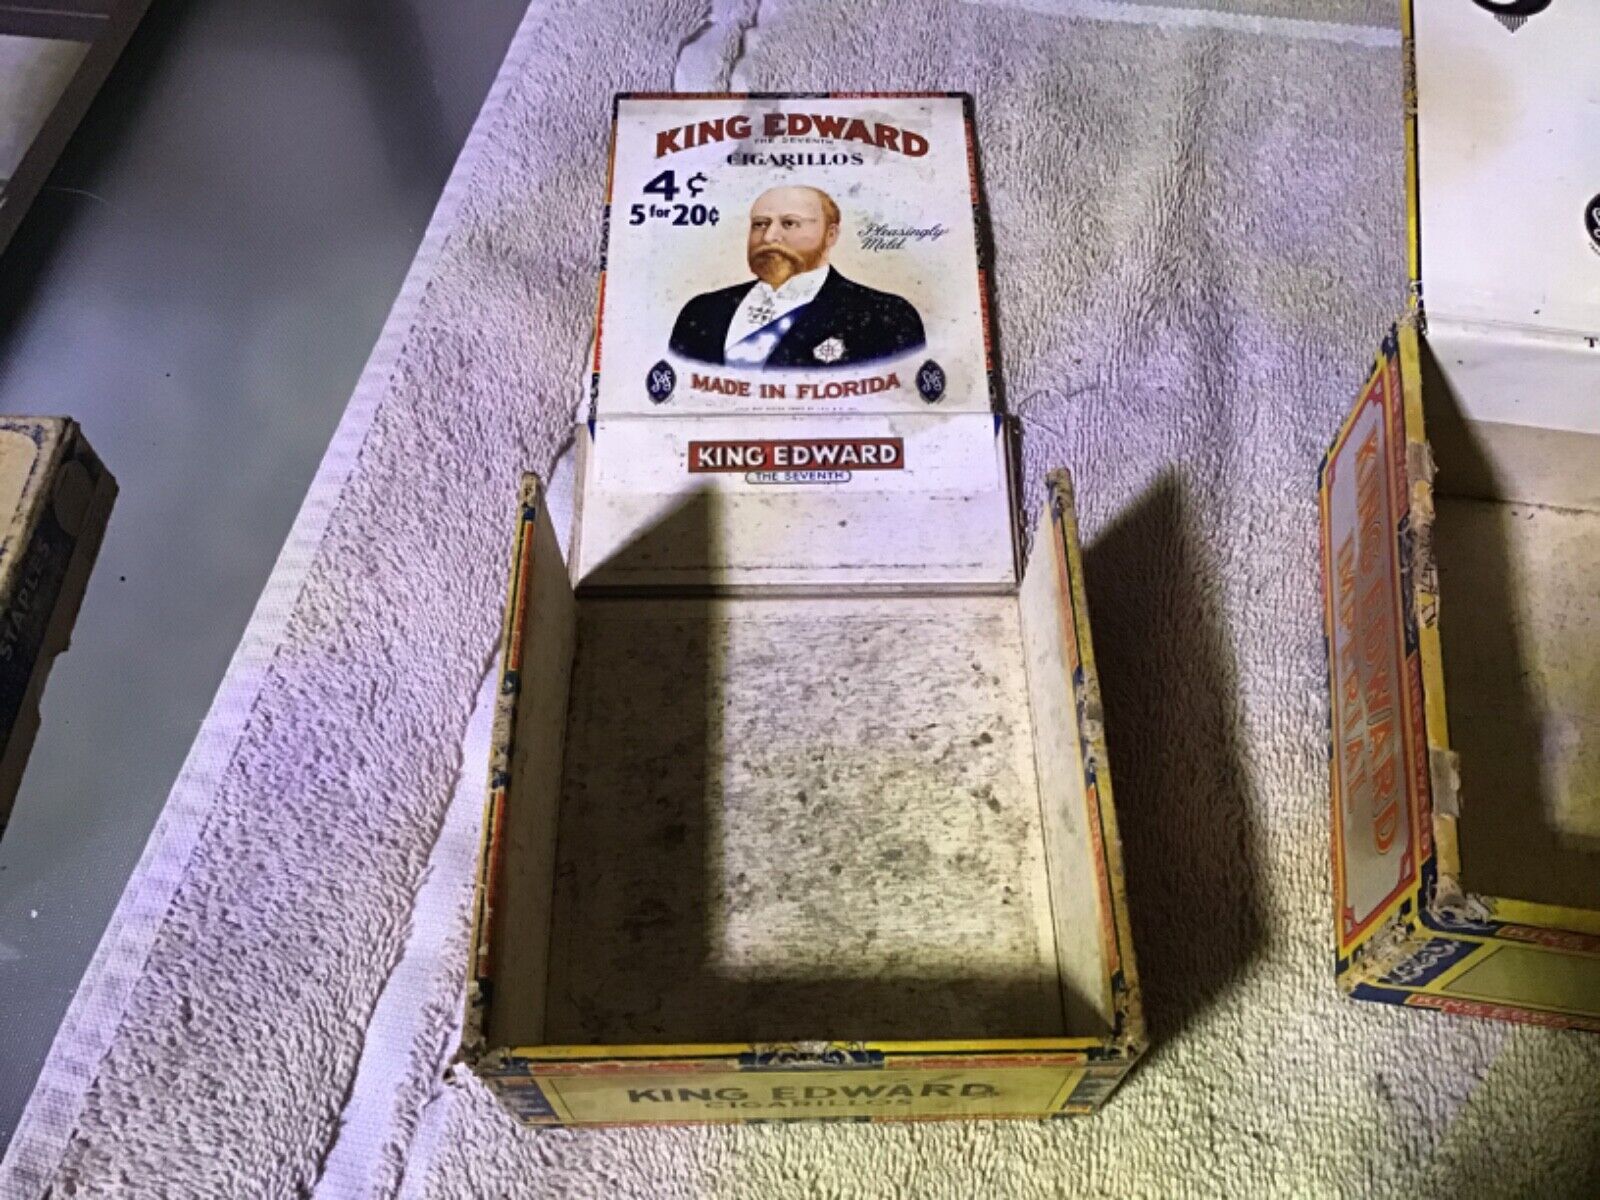 KING EDWARD
THE SEVENTH
CIGARILLOS
4¢
5 for 20¢
Pleasingly
Mild
MADE IN FLORIDA
KING EDWARD
THE SEVENTH
KING EDWARD
CIGARILLOS
KING EDWARD
IMPERIAL
STAPLES